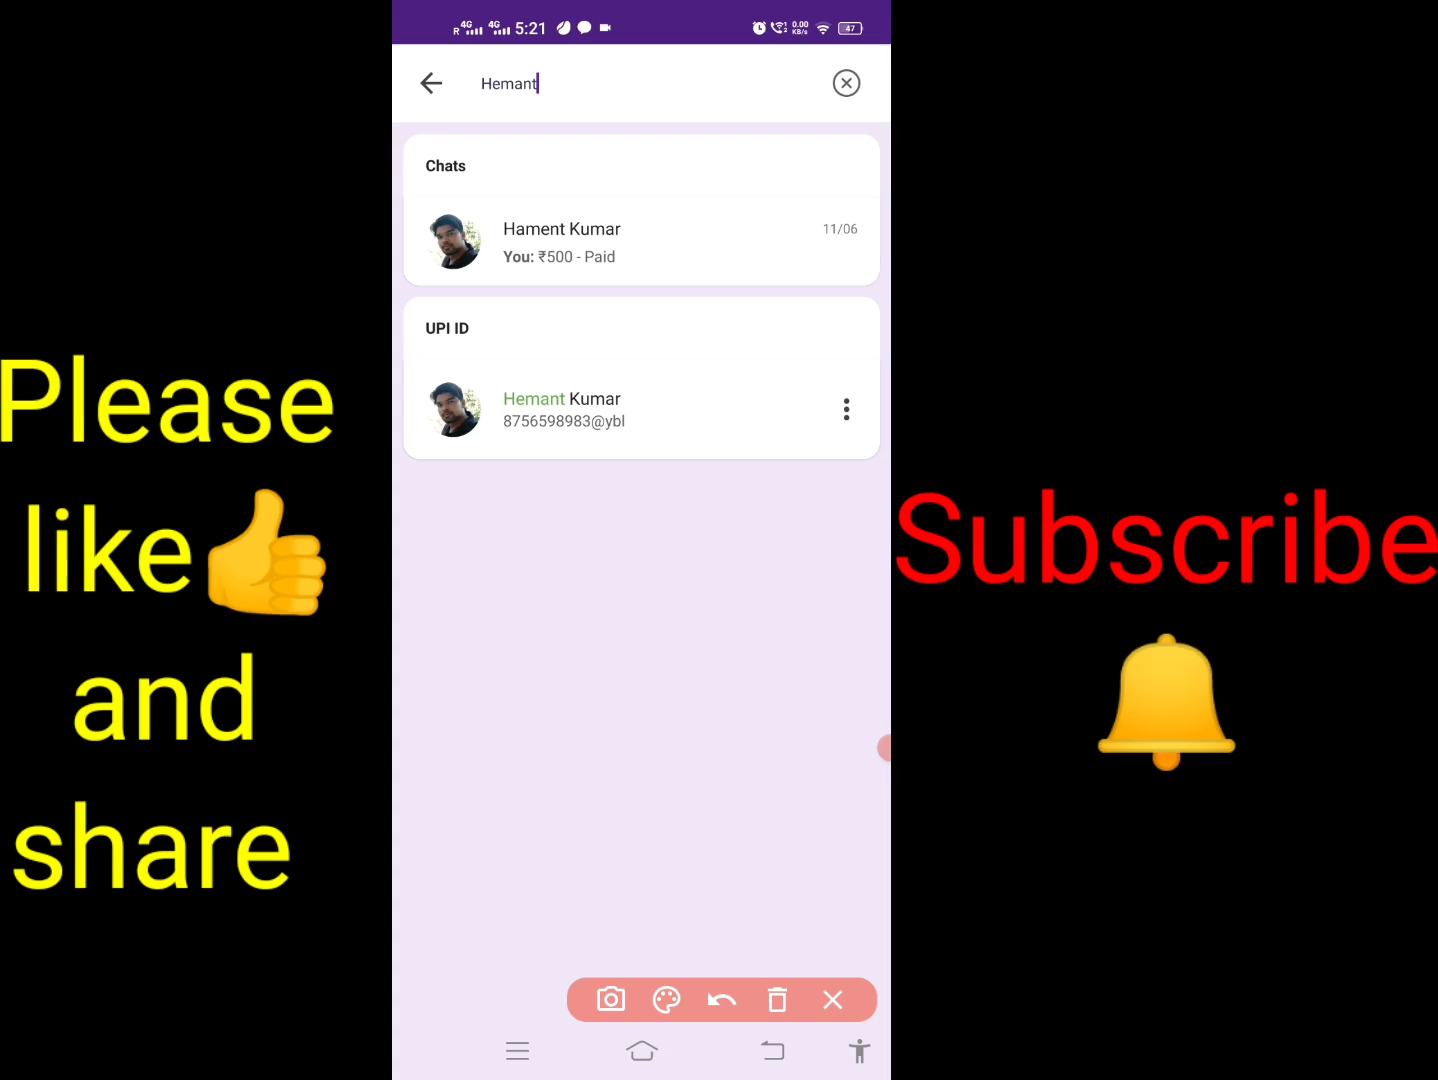 R 4G 4G 5:21 0.00 KB/s 47
Hemant
Chats
Hament Kumar 11/06
You: ₹500 - Paid
UPI ID
Hemant Kumar
8756598983@ybl
Please
like👍
and
share
Subscribe
🔔